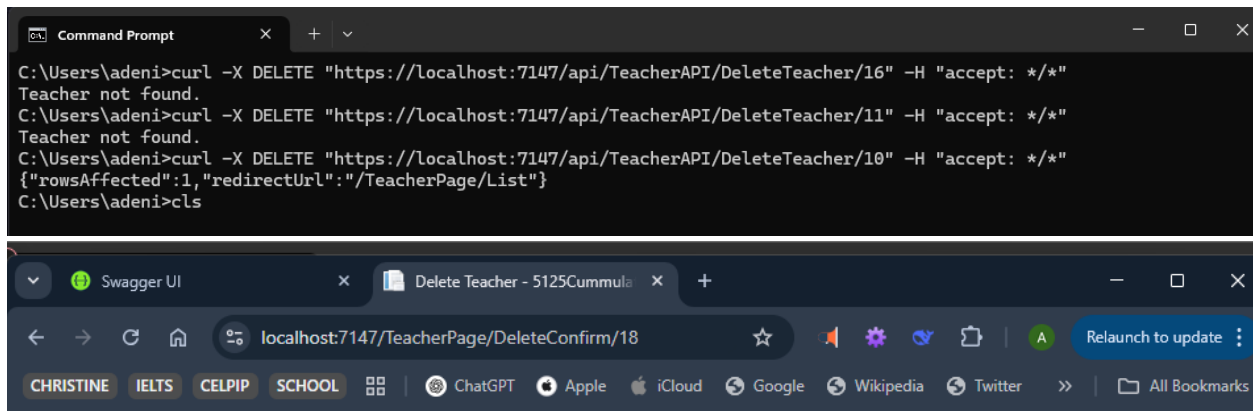 Command Prompt
C:\Users\adeni>curl -X DELETE "https://localhost:7147/api/TeacherAPI/DeleteTeacher/16" -H "accept: */*"
Teacher not found.
C:\Users\adeni>curl -X DELETE "https://localhost:7147/api/TeacherAPI/DeleteTeacher/11" -H "accept: */*"
Teacher not found.
C:\Users\adeni>curl -X DELETE "https://localhost:7147/api/TeacherAPI/DeleteTeacher/10" -H "accept: */*"
{"rowsAffected":1,"redirectUrl":"/TeacherPage/List"}
C:\Users\adeni>cls
Swagger UI Delete Teacher - 5125Cummula
localhost:7147/TeacherPage/DeleteConfirm/18 A Relaunch to update
CHRISTINE IELTS CELPIP SCHOOL ChatGPT Apple iCloud Google Wikipedia Twitter » All Bookmarks